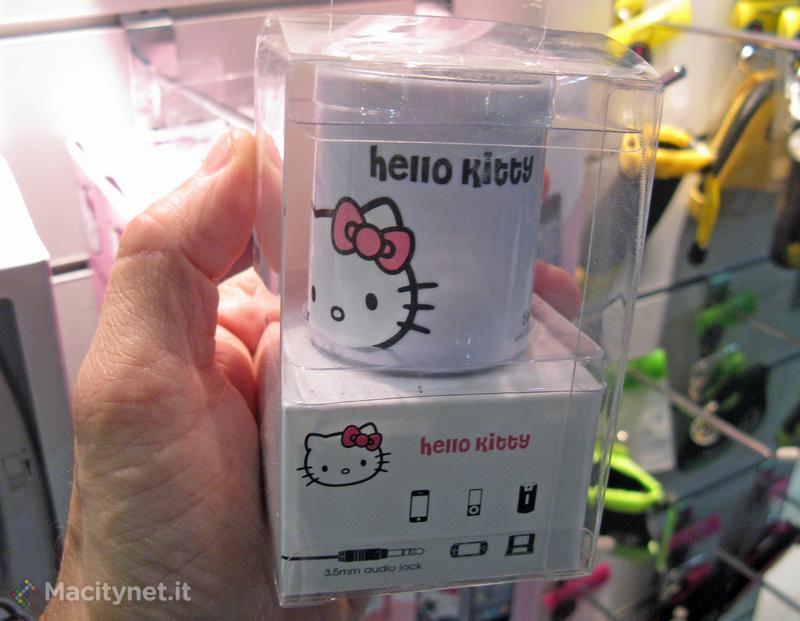 hello kitty
hello kitty
3.5mm audio jack
Macitynet.it